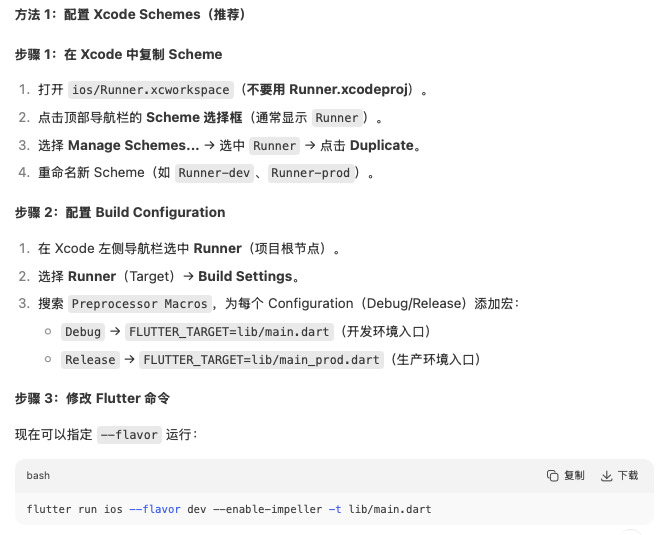 方法 1：配置 Xcode Schemes（推荐）
步骤 1：在 Xcode 中复制 Scheme
1. 打开 ios/Runner.xcworkspace（不要用 Runner.xcodeproj）。
2. 点击顶部导航栏的 Scheme 选择框（通常显示 Runner）。
3. 选择 Manage Schemes... → 选中 Runner → 点击 Duplicate。
4. 重命名新 Scheme（如 Runner-dev、Runner-prod）。
步骤 2：配置 Build Configuration
1. 在 Xcode 左侧导航栏选中 Runner（项目根节点）。
2. 选择 Runner（Target）→ Build Settings。
3. 搜索 Preprocessor Macros，为每个 Configuration（Debug/Release）添加宏：
○ Debug → FLUTTER_TARGET=lib/main.dart（开发环境入口）
○ Release → FLUTTER_TARGET=lib/main_prod.dart（生产环境入口）
步骤 3：修改 Flutter 命令
现在可以指定 --flavor 运行：
bash 复制 下载
flutter run ios --flavor dev --enable-impeller -t lib/main.dart